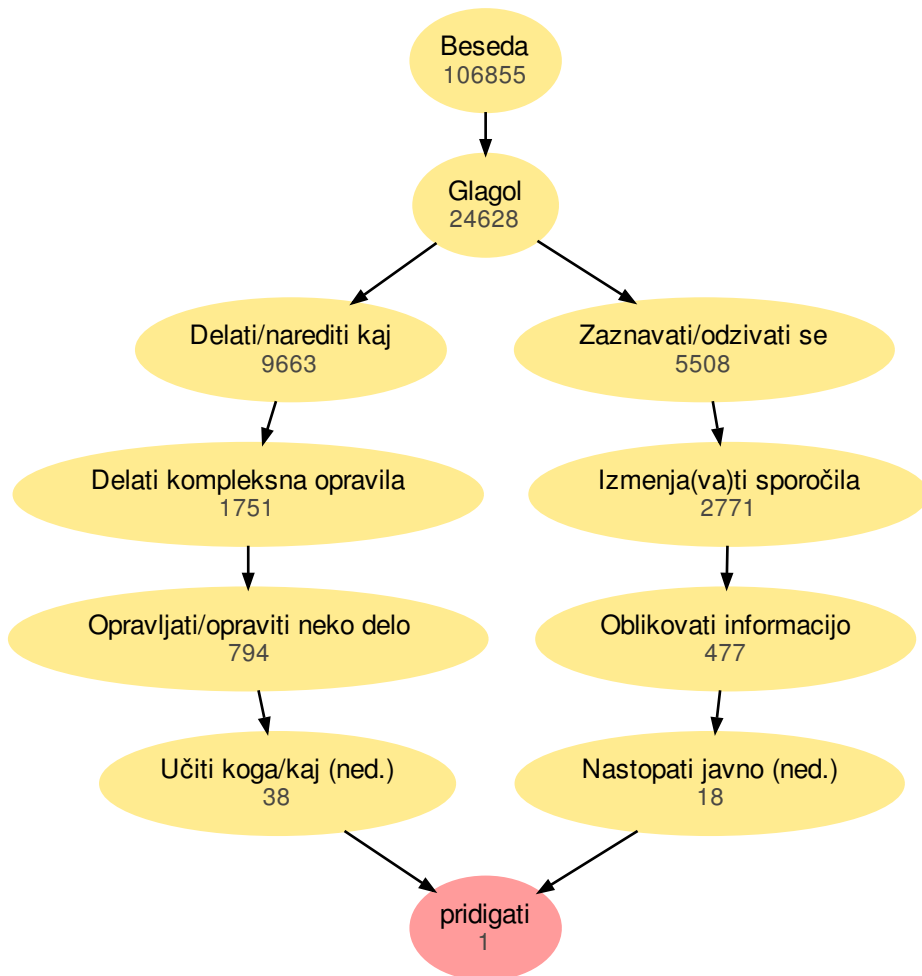 Beseda
106855
Glagol
24628
Delati/narediti kaj
9663
Zaznavati/odzivati se
5508
Delati kompleksna opravila
1751
Izmenja(va)ti sporočila
2771
Opravljati/opraviti neko delo
794
Oblikovati informacijo
477
Učiti koga/kaj (ned.)
38
Nastopati javno (ned.)
18
pridigati
1